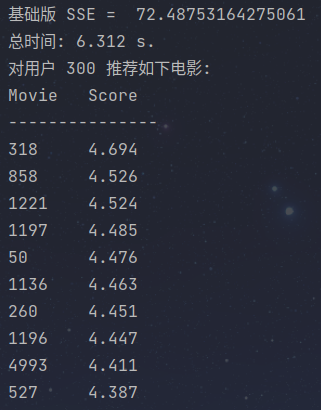 基础版 SSE =  72.48753164275061
总时间: 6.312 s.
对用户 300 推荐如下电影:
Movie   Score
---------------
318     4.694
858     4.526
1221    4.524
1197    4.485
50      4.476
1136    4.463
260     4.451
1196    4.447
4993    4.411
527     4.387